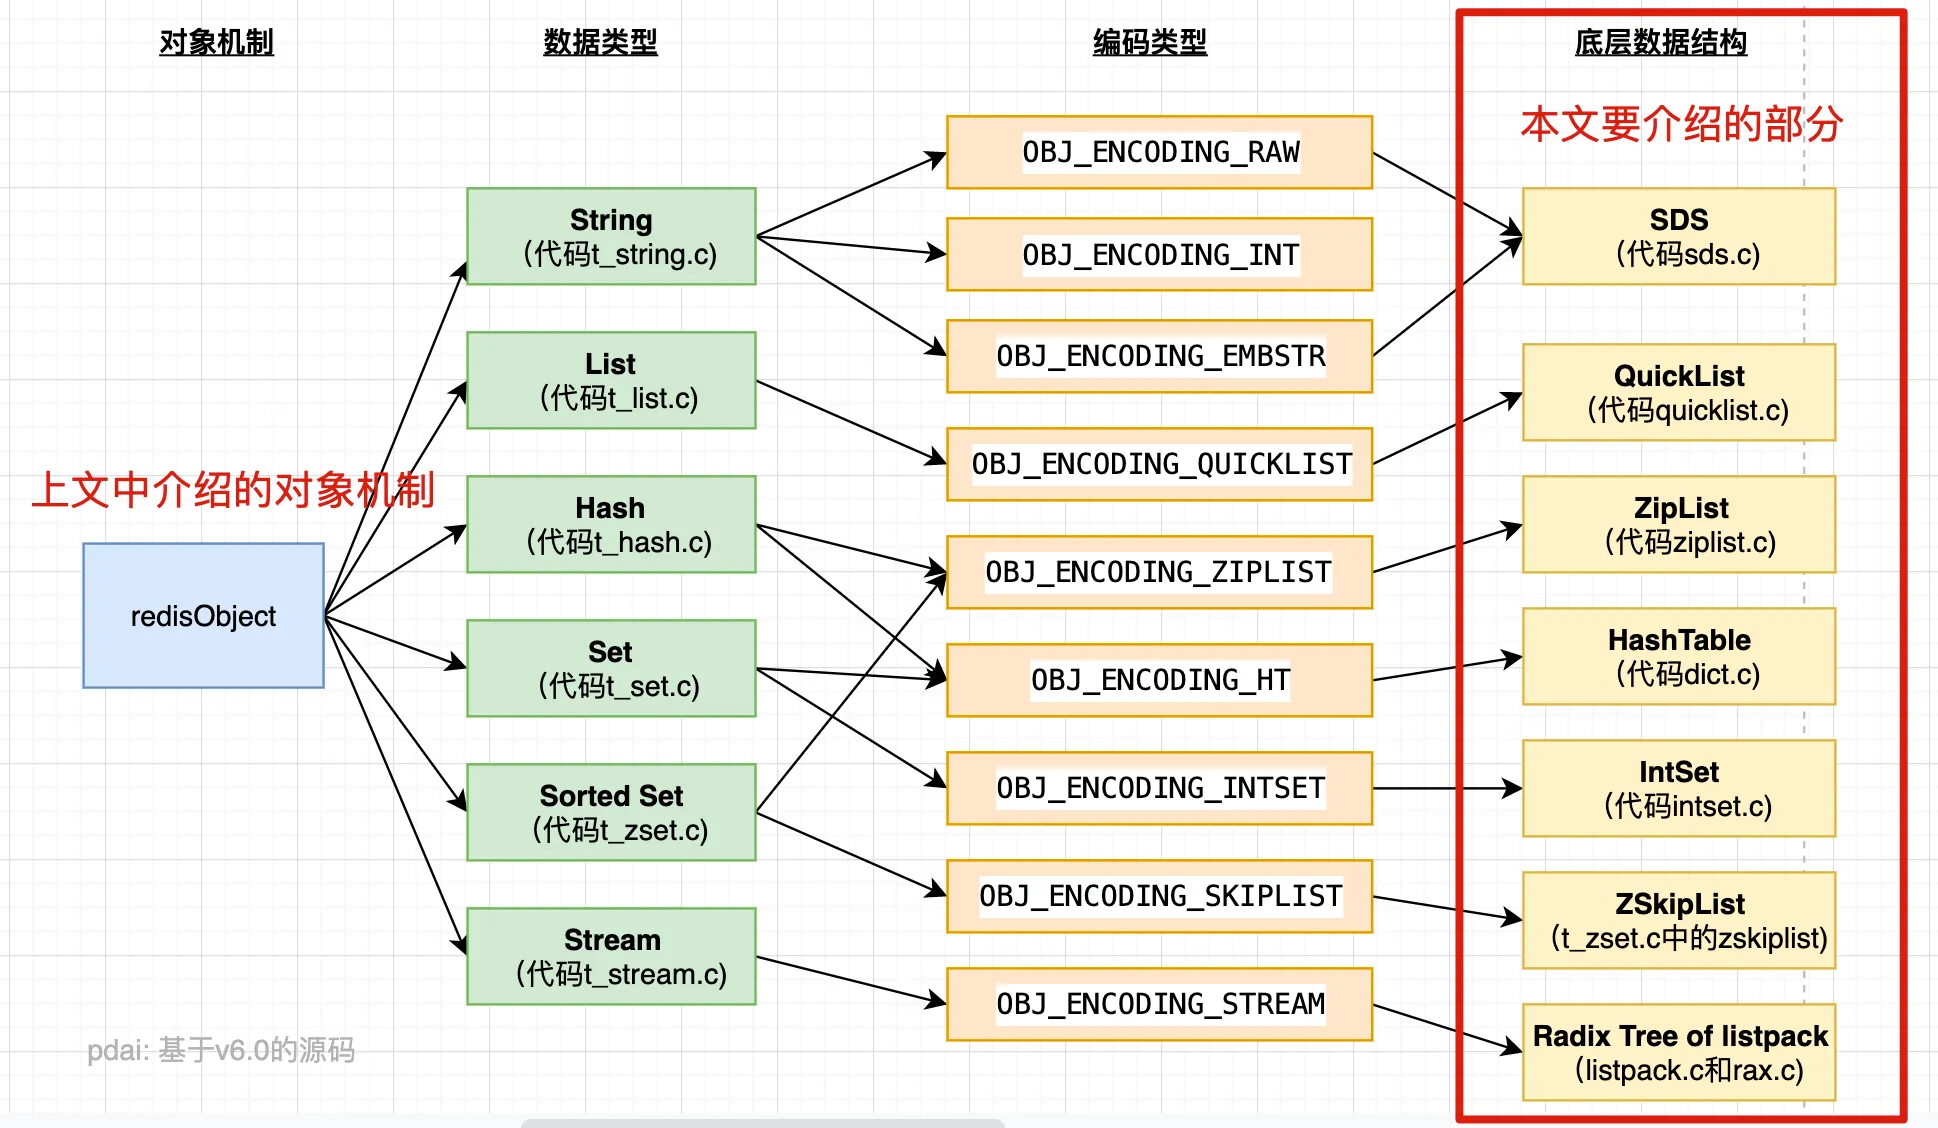 对象机制
数据类型
编码类型
底层数据结构
本文要介绍的部分
上文中介绍的对象机制
redisObject
String
(代码t_string.c)
List
(代码t_list.c)
Hash
(代码t_hash.c)
Set
(代码t_set.c)
Sorted Set
(代码t_zset.c)
Stream
(代码t_stream.c)
OBJ_ENCODING_RAW
OBJ_ENCODING_INT
OBJ_ENCODING_EMBSTR
OBJ_ENCODING_QUICKLIST
OBJ_ENCODING_ZIPLIST
OBJ_ENCODING_HT
OBJ_ENCODING_INTSET
OBJ_ENCODING_SKIPLIST
OBJ_ENCODING_STREAM
SDS
(代码sds.c)
QuickList
(代码quicklist.c)
ZipList
(代码ziplist.c)
HashTable
(代码dict.c)
IntSet
(代码intset.c)
ZSkipList
(t_zset.c中的zskiplist)
Radix Tree of listpack
(listpack.c和rax.c)
pdai: 基于v6.0的源码